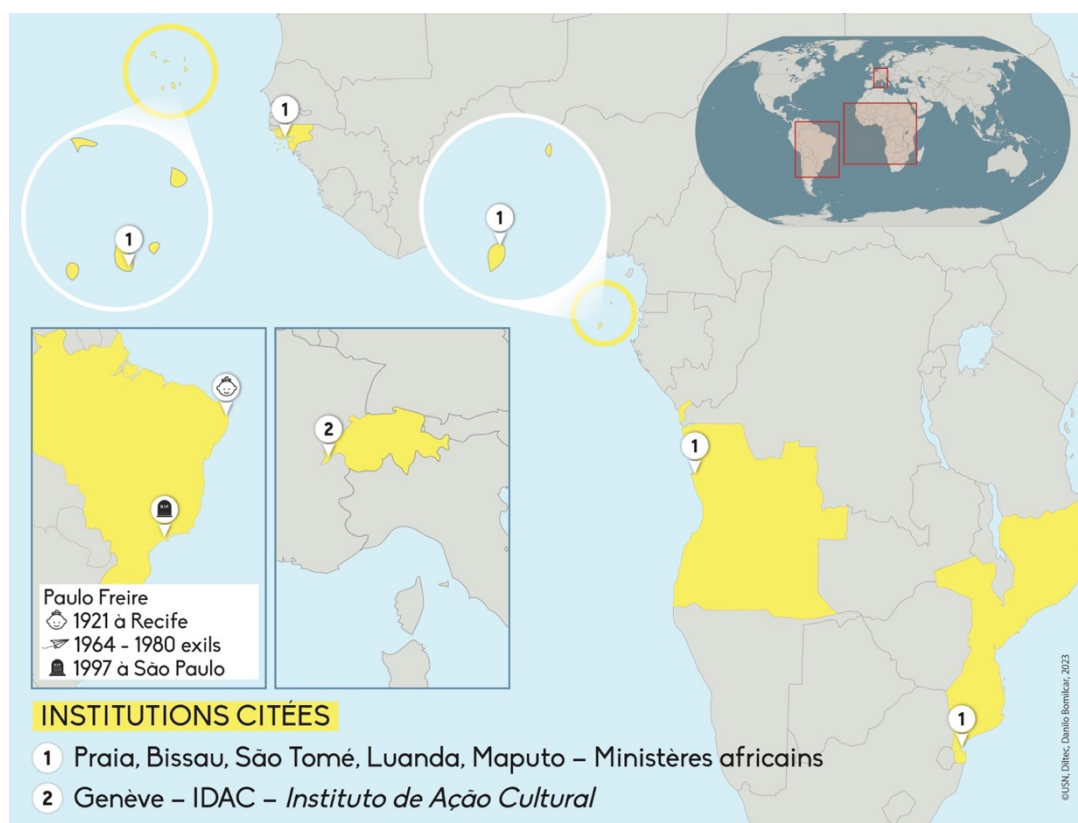 1
1
1
1
2
1
1
Paulo Freire
1921 à Recife
1964 - 1980 exils
RIP
1997 à São Paulo
INSTITUTIONS CITÉES
1 Praia, Bissau, São Tomé, Luanda, Maputo – Ministères africains
2 Genève – IDAC – Instituto de Ação Cultural
©USN, Diltec, Danilo Bomilcar, 2023